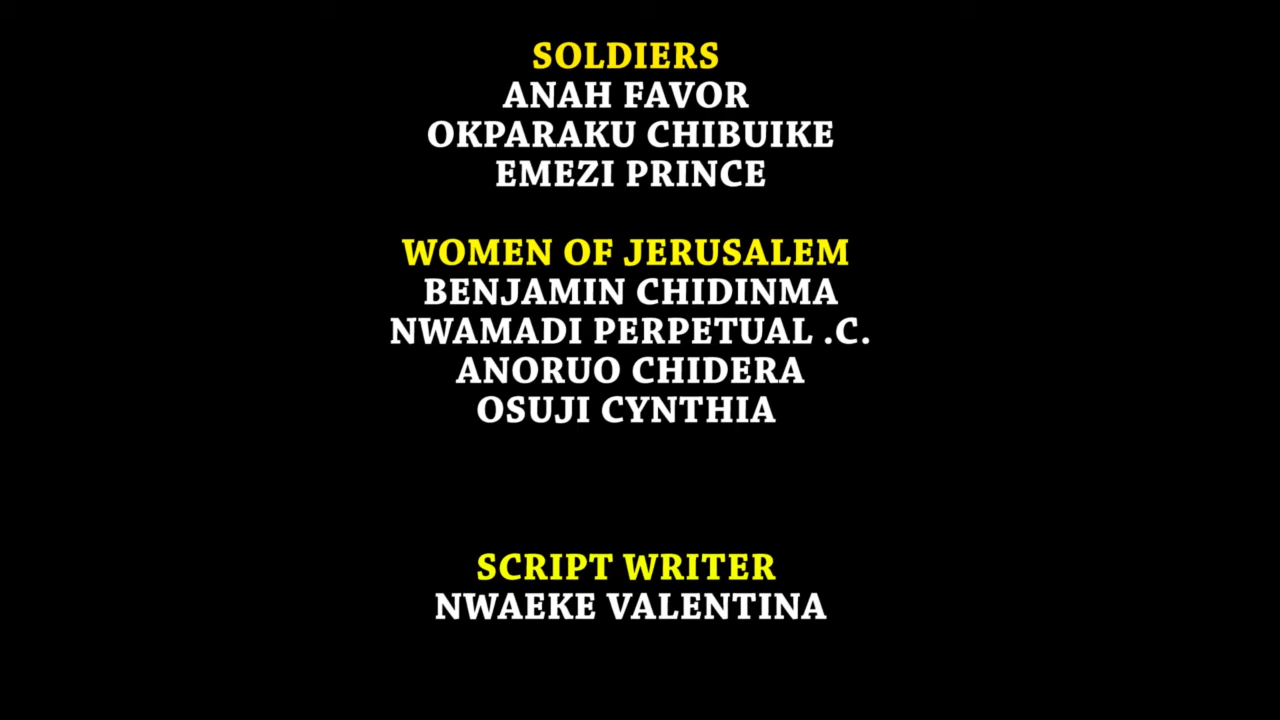 SOLDIERS
ANAH FAVOR
OKPARAKU CHIBUIKE
EMEZI PRINCE
WOMEN OF JERUSALEM
BENJAMIN CHIDINMA
NWAMADI PERPETUAL .C.
ANORUO CHIDERA
OSUJI CYNTHIA
SCRIPT WRITER
NWAEKE VALENTINA